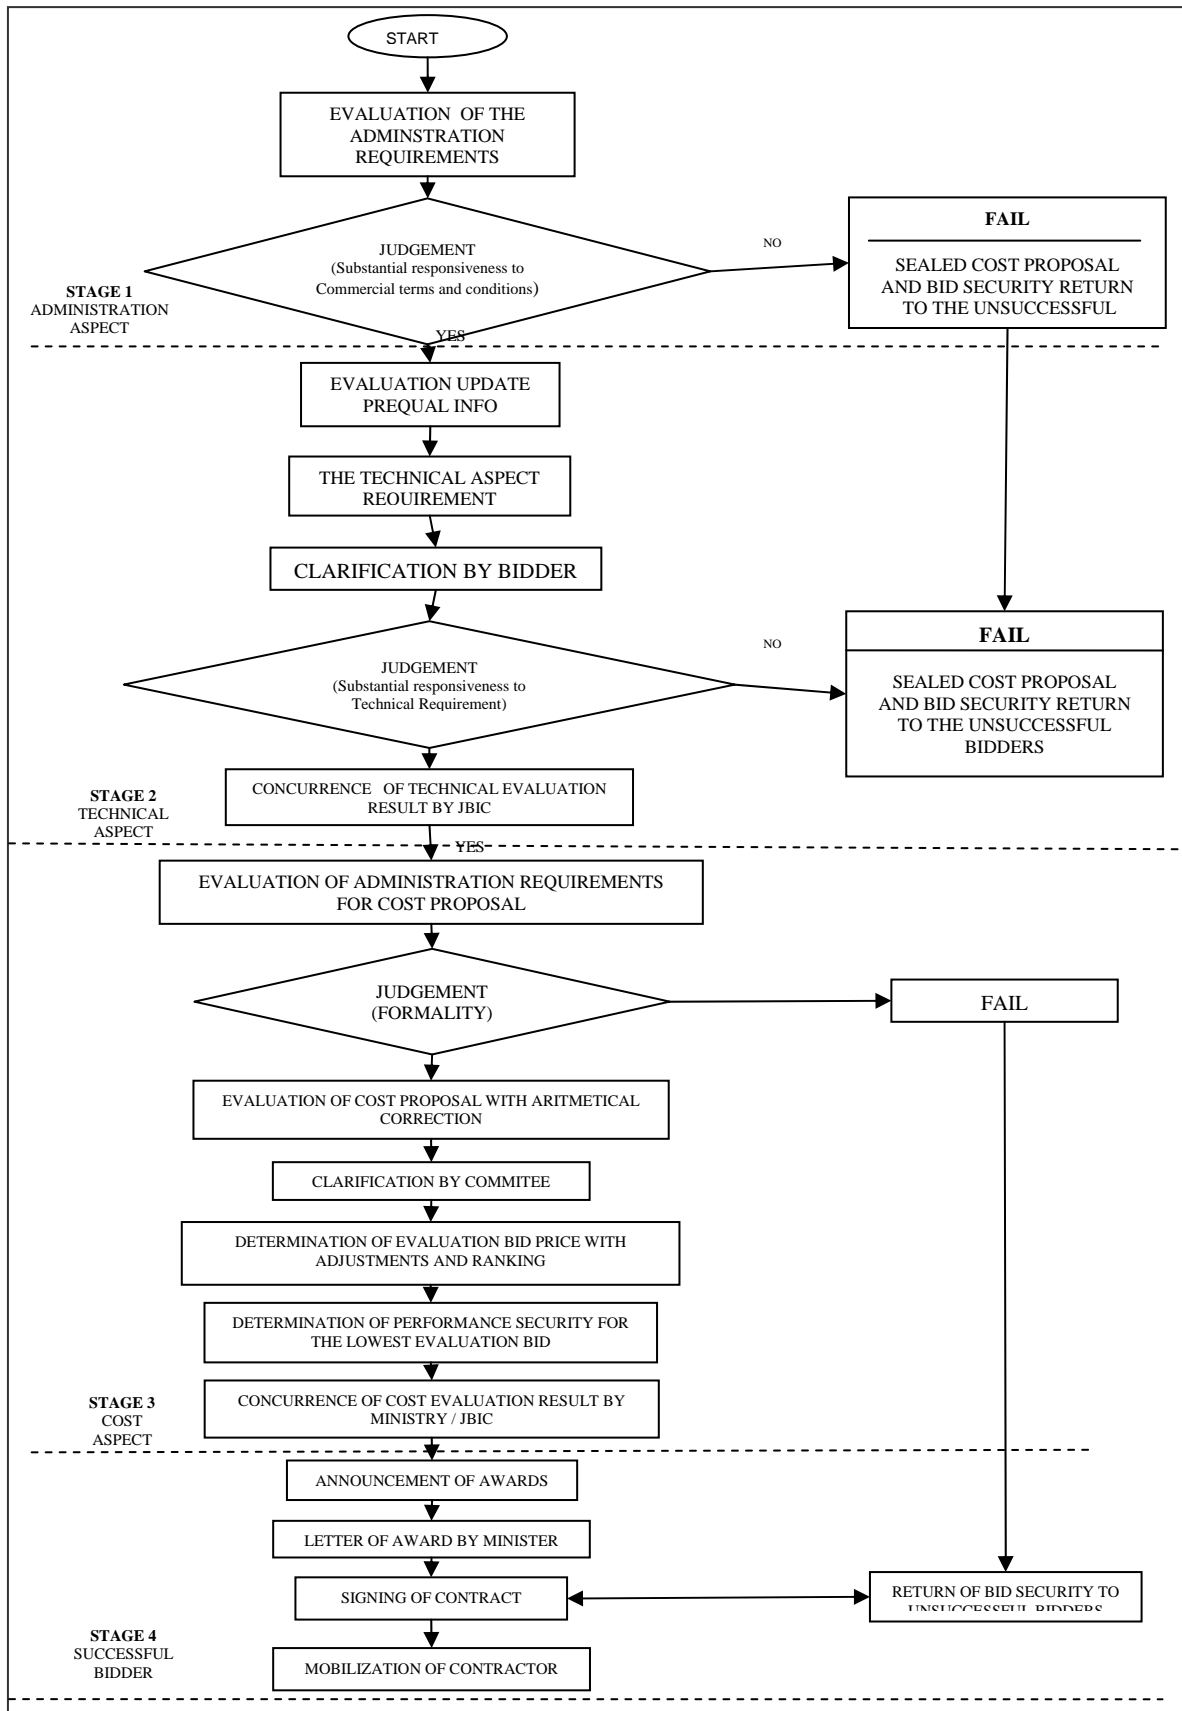 START
EVALUATION OF THE
ADMINSTRATION
REQUIREMENTS
JUDGEMENT
(Substantial responsiveness to
Commercial terms and conditions)
NO
FAIL
SEALED COST PROPOSAL
AND BID SECURITY RETURN
TO THE UNSUCCESSFUL
STAGE 1
ADMINISTRATION
ASPECT
YES
EVALUATION UPDATE
PREQUAL INFO
THE TECHNICAL ASPECT
REQUIREMENT
CLARIFICATION BY BIDDER
JUDGEMENT
(Substantial responsiveness to
Technical Requirement)
NO
FAIL
SEALED COST PROPOSAL
AND BID SECURITY RETURN
TO THE UNSUCCESSFUL
BIDDERS
CONCURRENCE OF TECHNICAL EVALUATION
RESULT BY JBIC
STAGE 2
TECHNICAL
ASPECT
YES
EVALUATION OF ADMINISTRATION REQUIREMENTS
FOR COST PROPOSAL
JUDGEMENT
(FORMALITY)
FAIL
EVALUATION OF COST PROPOSAL WITH ARITMETICAL
CORRECTION
CLARIFICATION BY COMMITEE
DETERMINATION OF EVALUATION BID PRICE WITH
ADJUSTMENTS AND RANKING
DETERMINATION OF PERFORMANCE SECURITY FOR
THE LOWEST EVALUATION BID
CONCURRENCE OF COST EVALUATION RESULT BY
MINISTRY / JBIC
STAGE 3
COST
ASPECT
ANNOUNCEMENT OF AWARDS
LETTER OF AWARD BY MINISTER
SIGNING OF CONTRACT
RETURN OF BID SECURITY TO
UNSUCCESSFUL BIDDERS
STAGE 4
SUCCESSFUL
BIDDER
MOBILIZATION OF CONTRACTOR